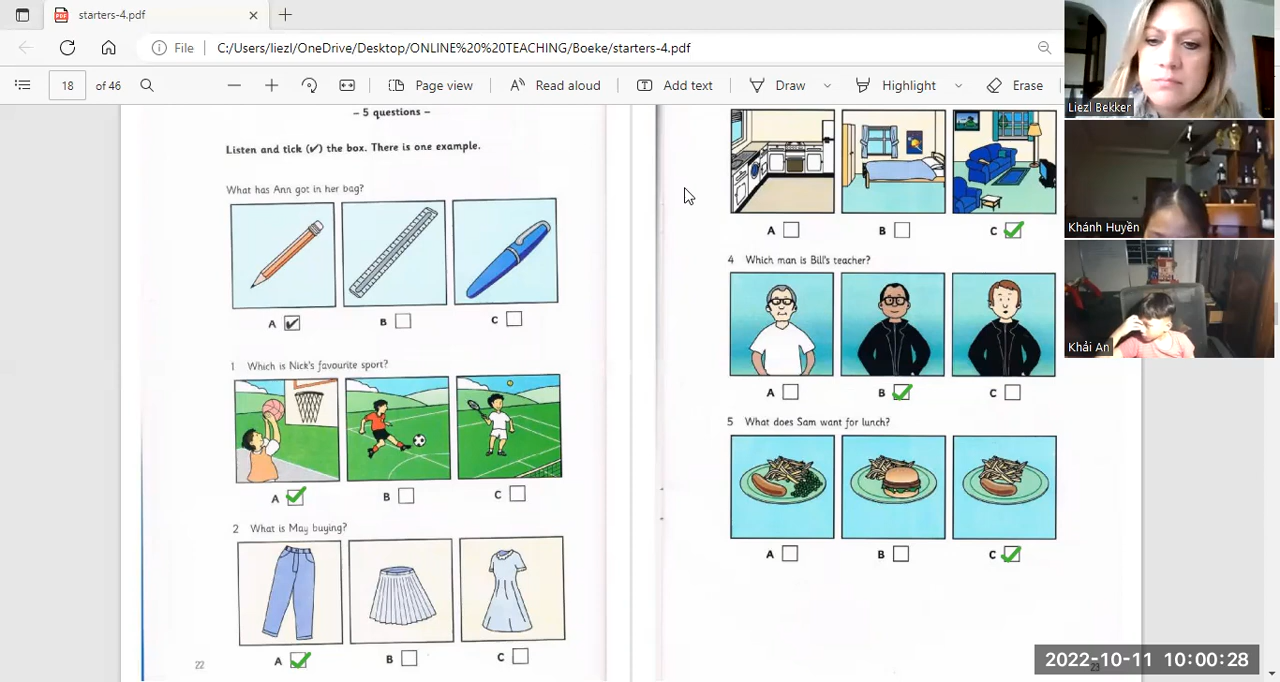 starters-4.pdf
File
C:/Users/liezl/OneDrive/Desktop/ONLINE%20%20TEACHING/Boeke/starters-4.pdf
18 of 46
Page view
Read aloud
Add text
Draw
Highlight
Erase
– 5 questions –
Listen and tick (✔) the box. There is one example.
What has Ann got in her bag?
A ✔ B C
1 Which is Nick's favourite sport?
A ✔ B C
2 What is May buying?
A ✔ B C
22
A B C ✔
4 Which man is Bill's teacher?
A B ✔ C
5 What does Sam want for lunch?
A B C ✔
23
Liezl Bekker
Khánh Huyền
Khải An
2022-10-11 10:00:28